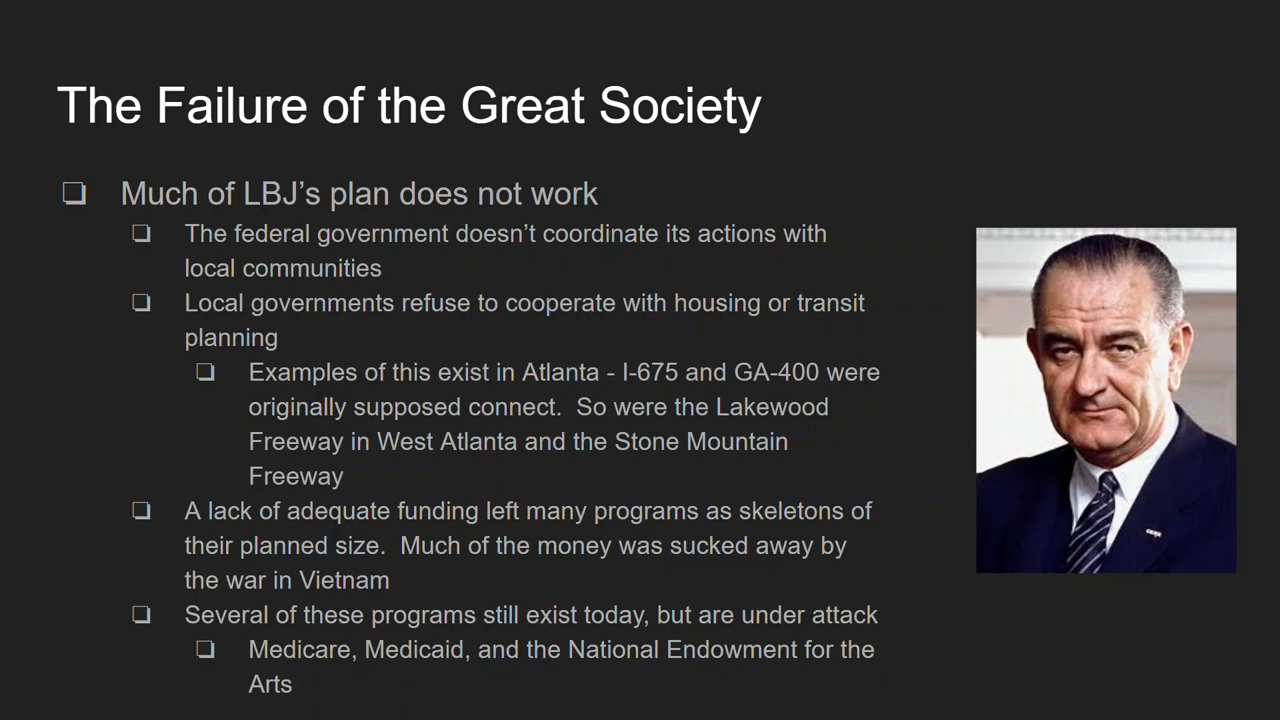 The Failure of the Great Society
❏ Much of LBJ’s plan does not work
❏ The federal government doesn’t coordinate its actions with
local communities
❏ Local governments refuse to cooperate with housing or transit
planning
❏ Examples of this exist in Atlanta - I-675 and GA-400 were
originally supposed connect.  So were the Lakewood
Freeway in West Atlanta and the Stone Mountain
Freeway
❏ A lack of adequate funding left many programs as skeletons of
their planned size.  Much of the money was sucked away by
the war in Vietnam
❏ Several of these programs still exist today, but are under attack
❏ Medicare, Medicaid, and the National Endowment for the
Arts